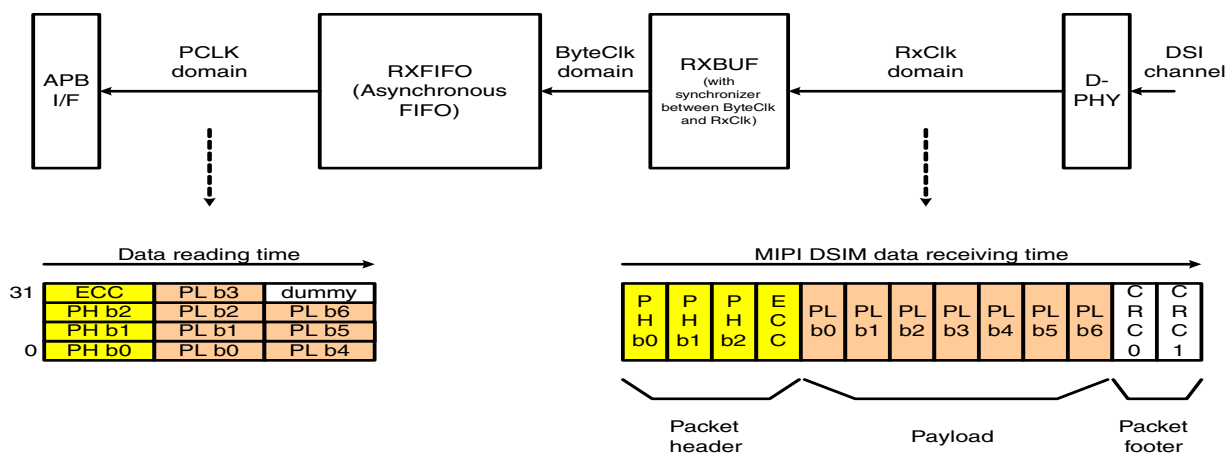 APB
I/F
PCLK
domain
RXFIFO
(Asynchronous
FIFO)
ByteClk
domain
RXBUF
(with
synchronizer
between ByteClk
and RxClk)
RxClk
domain
D-
PHY
DSI
channel
Data reading time
31
ECC
PL b3
dummy
PH b2
PL b2
PL b6
PH b1
PL b1
PL b5
0
PH b0
PL b0
PL b4
MIPI DSIM data receiving time
P
H
b0
P
H
b1
P
H
b2
E
C
C
PL
b0
PL
b1
PL
b2
PL
b3
PL
b4
PL
b5
PL
b6
C
R
C
0
C
R
C
1
Packet
header
Payload
Packet
footer